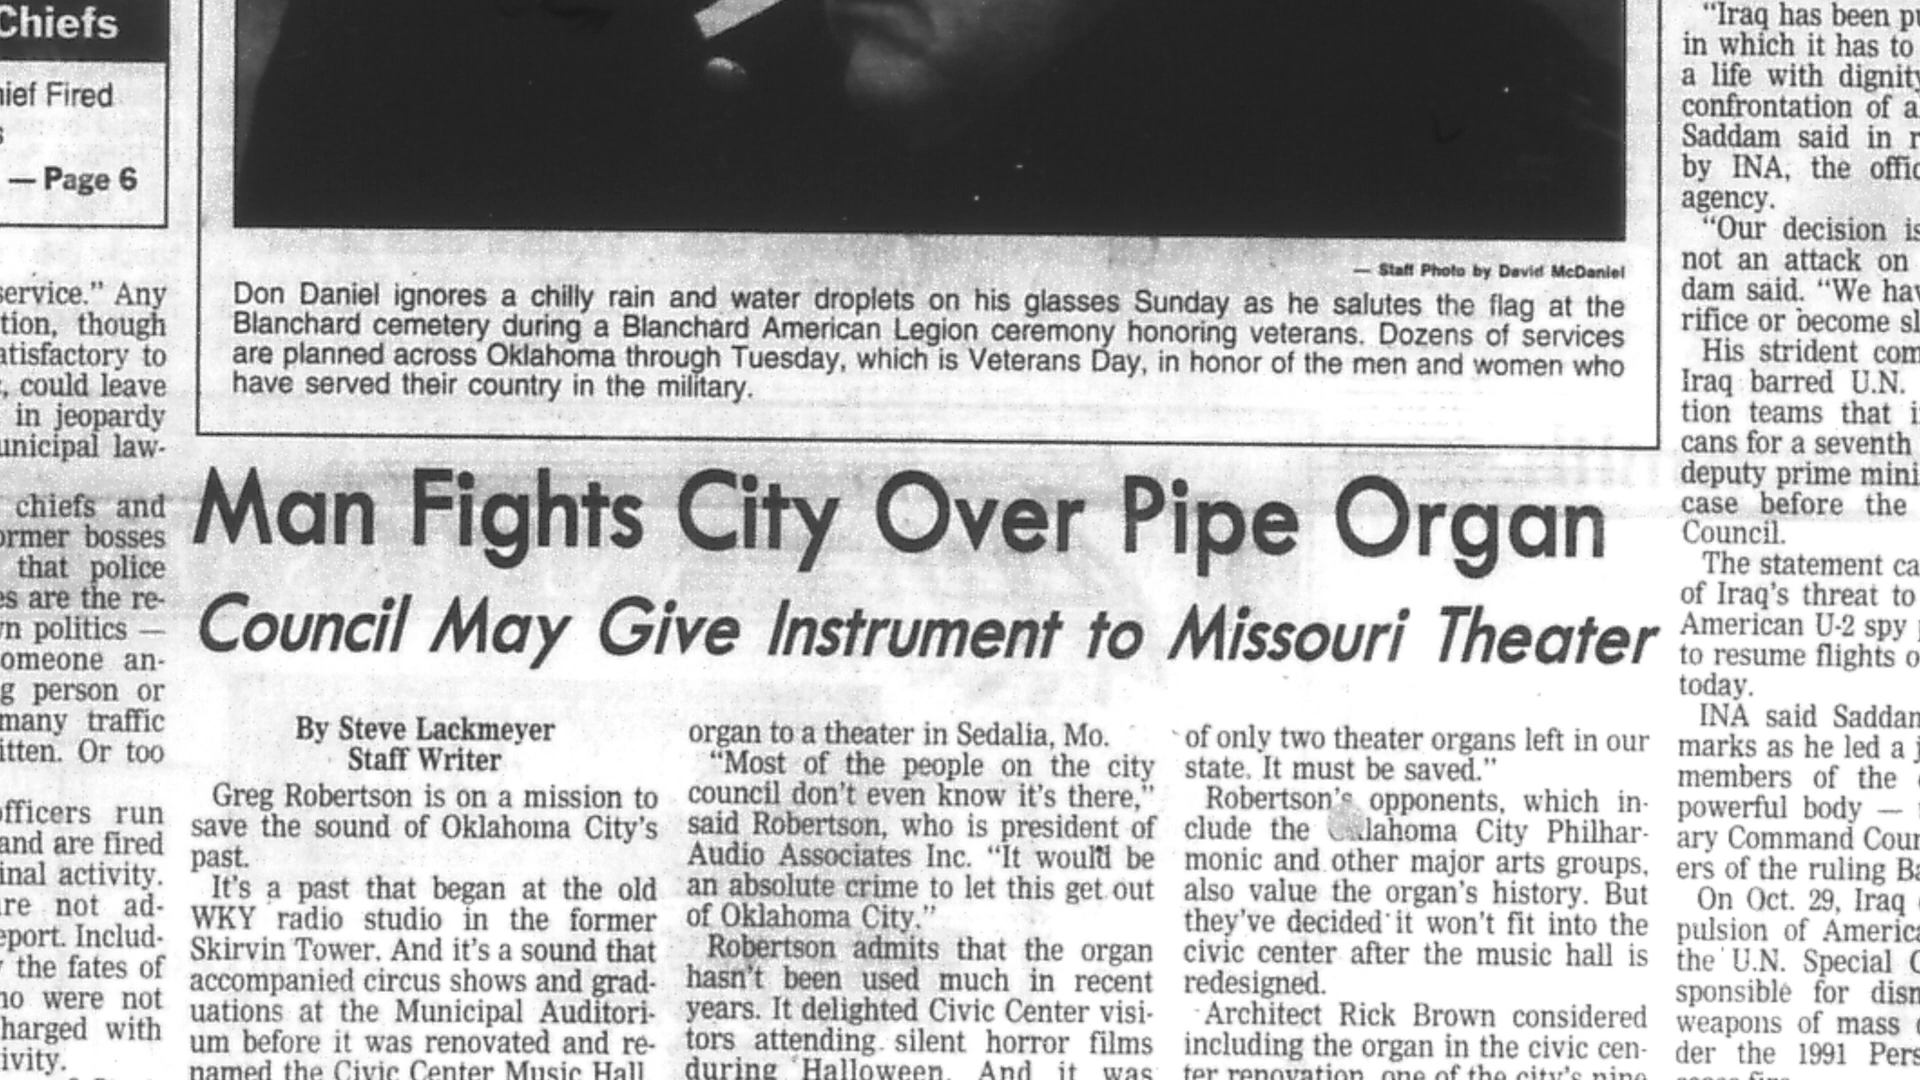 Chiefs
ief Fired
— Page 6
service." Any
tion, though
atisfactory to
, could leave
in jeopardy
unicipal law-
chiefs and
ormer bosses
that police
es are the re-
n politics —
omeone an-
g person or
many traffic
itten. Or too
officers run
and are fired
inal activity.
re not ad-
eport. Includ-
the fates of
o were not
harged with
ivity.
— Staff Photo by David McDaniel
Don Daniel ignores a chilly rain and water droplets on his glasses Sunday as he salutes the flag at the
Blanchard cemetery during a Blanchard American Legion ceremony honoring veterans. Dozens of services
are planned across Oklahoma through Tuesday, which is Veterans Day, in honor of the men and women who
have served their country in the military.
Man Fights City Over Pipe Organ
Council May Give Instrument to Missouri Theater
By Steve Lackmeyer
Staff Writer
Greg Robertson is on a mission to
save the sound of Oklahoma City's
past.
It's a past that began at the old
WKY radio studio in the former
Skirvin Tower. And it's a sound that
accompanied circus shows and grad-
uations at the Municipal Auditori-
um before it was renovated and re-
named the Civic Center Music Hall
organ to a theater in Sedalia, Mo.
"Most of the people on the city
council don't even know it's there,"
said Robertson, who is president of
Audio Associates Inc. "It would be
an absolute crime to let this get out
of Oklahoma City."
Robertson admits that the organ
hasn't been used much in recent
years. It delighted Civic Center visi-
tors attending silent horror films
during Halloween. And it was
of only two theater organs left in our
state. It must be saved."
Robertson's opponents, which in-
clude the Oklahoma City Philhar-
monic and other major arts groups,
also value the organ's history. But
they've decided it won't fit into the
civic center after the music hall is
redesigned.
Architect Rick Brown considered
including the organ in the civic cen-
ter renovation, one of the city's nine
"Iraq has been pu
in which it has to
a life with dignity
confrontation of a
Saddam said in r
by INA, the offic
agency.
"Our decision is
not an attack on
dam said. "We hav
rifice or become sl
His strident com
Iraq barred U.N.
tion teams that i
cans for a seventh
deputy prime mini
case before the
Council.
The statement ca
of Iraq's threat to
American U-2 spy
to resume flights o
today.
INA said Saddam
marks as he led a j
members of the
powerful body —
ary Command Coun
ers of the ruling Ba
On Oct. 29, Iraq
pulsion of America
the U.N. Special C
sponsible for dism
weapons of mass
der the 1991 Pers